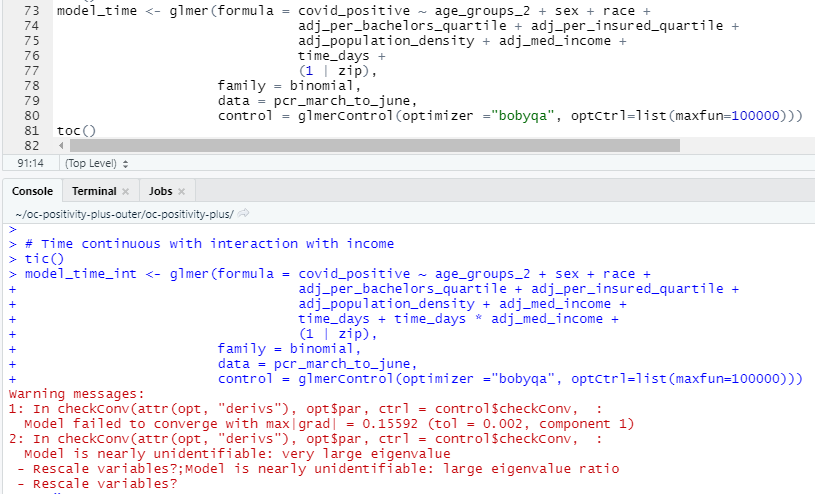 73 model_time <- glmer(formula = covid_positive ~ age_groups_2 + sex + race +
74 adj_per_bachelors_quartile + adj_per_insured_quartile +
75 adj_population_density + adj_med_income +
76 time_days +
77 (1 | zip),
78 family = binomial,
79 data = pcr_march_to_june,
80 control = glmerControl(optimizer ="bobyqa", optCtrl=list(maxfun=100000)))
81 toc()
82
91:14 (Top Level)
Console Terminal Jobs
~/oc-positivity-plus-outer/oc-positivity-plus/
>
> # Time continuous with interaction with income
> tic()
> model_time_int <- glmer(formula = covid_positive ~ age_groups_2 + sex + race +
+ adj_per_bachelors_quartile + adj_per_insured_quartile +
+ adj_population_density + adj_med_income +
+ time_days + time_days * adj_med_income +
+ (1 | zip),
+ family = binomial,
+ data = pcr_march_to_june,
+ control = glmerControl(optimizer ="bobyqa", optCtrl=list(maxfun=100000)))
Warning messages:
1: In checkConv(attr(opt, "derivs"), opt$par, ctrl = control$checkConv, :
Model failed to converge with max|grad| = 0.15592 (tol = 0.002, component 1)
2: In checkConv(attr(opt, "derivs"), opt$par, ctrl = control$checkConv, :
Model is nearly unidentifiable: very large eigenvalue
- Rescale variables?;Model is nearly unidentifiable: large eigenvalue ratio
- Rescale variables?